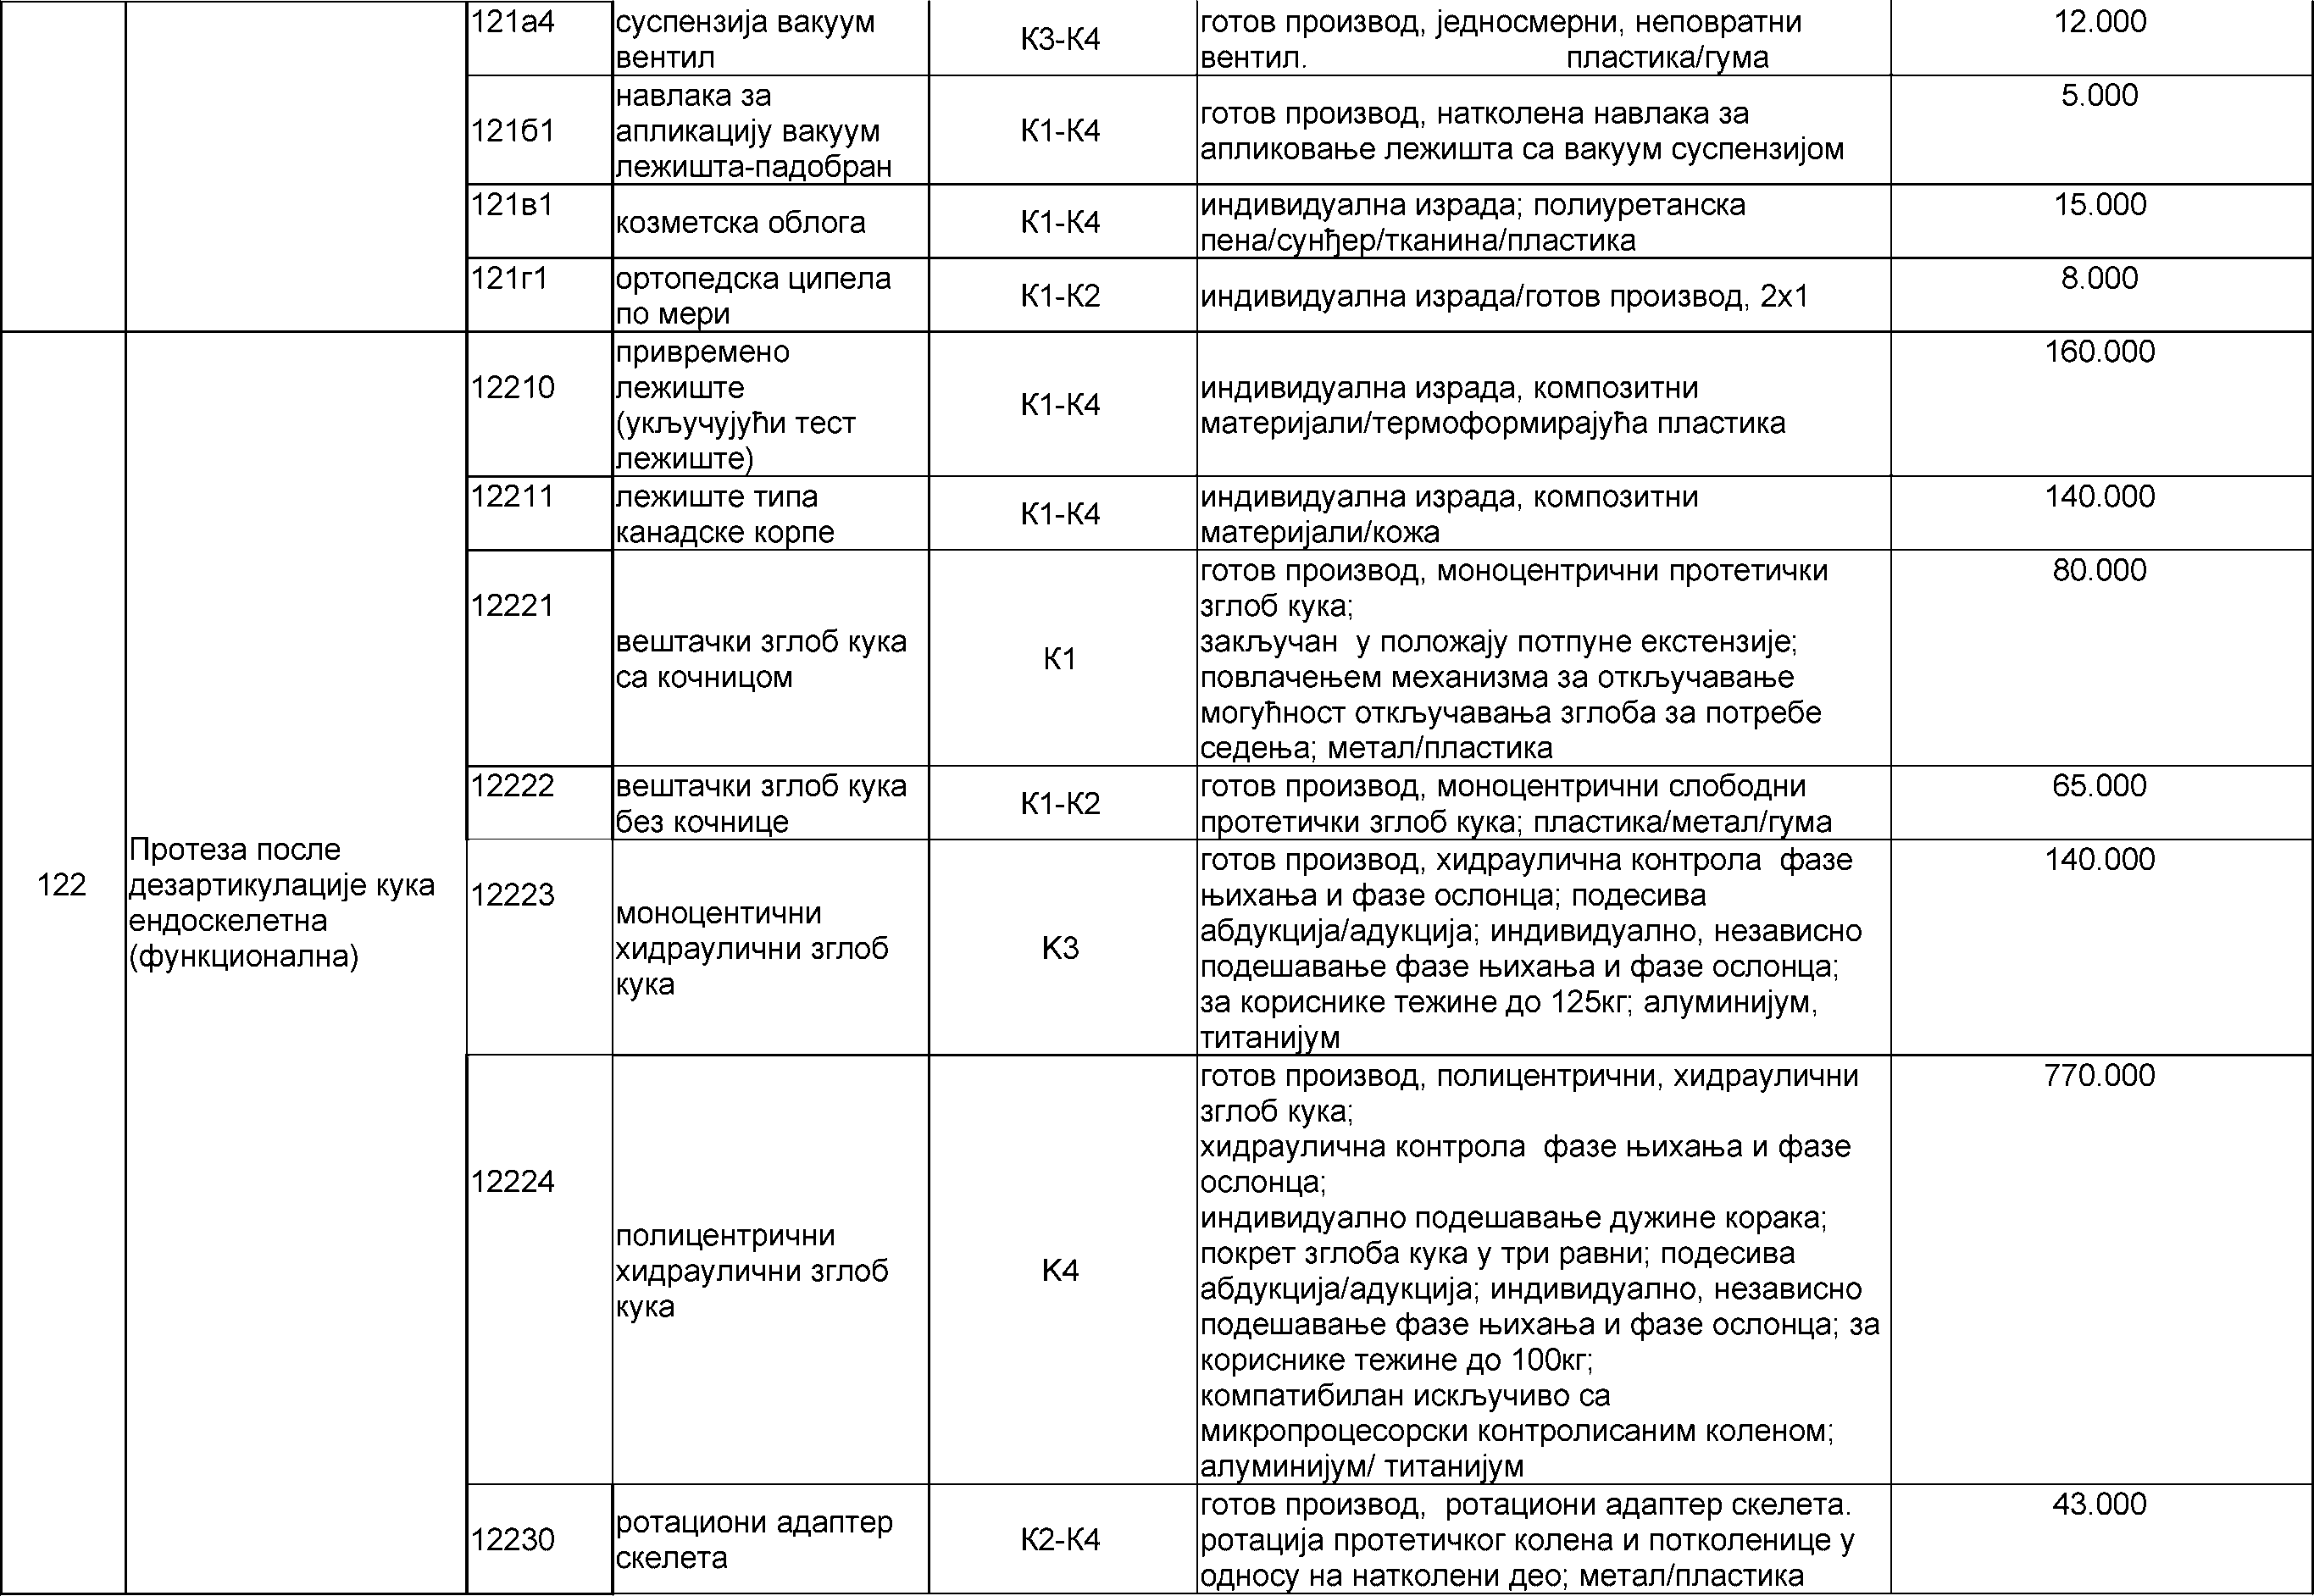 121а4 суспензија вакуум вентил К3-К4 готов производ, једносмерни, неповратни вентил. пластика/гума 12.000
121б1 навлака за апликацију вакуум лежишта-падобран К1-К4 готов производ, натколена навлака за апликовање лежишта са вакуум суспензијом 5.000
121в1 козметска облога К1-К4 индивидуална израда; полиуретанска пена/сунђер/тканина/пластика 15.000
121г1 ортопедска ципела по мери К1-К2 индивидуална израда/готов производ, 2х1 8.000
122
Протеза после
дезартикулације кука
ендоскелетна
(функционална)
12210
привремено
лежиште
(укључујући тест
лежиште)
К1-К4
индивидуална израда, композитни
материјали/термоформирајућа пластика
160.000
12211
лежиште типа
канадске корпе
К1-К4
индивидуална израда, композитни
материјали/кожа
140.000
12221
вештачки зглоб кука
са кочницом
К1
готов производ, моноцентрични протетички
зглоб кука;
закључан у положају потпуне екстензије;
повлачењем механизма за откључавање
могућност откључавања зглоба за потребе
седења; метал/пластика
80.000
12222
вештачки зглоб кука
без кочнице
К1-К2
готов производ, моноцентрични слободни
протетички зглоб кука; пластика/метал/гума
65.000
12223
моноцентични
хидраулични зглоб
кука
К3
готов производ, хидраулична контрола фазе
њихања и фазе ослонца; подесива
абдукција/адукција; индивидуално, независно
подешавање фазе њихања и фазе ослонца;
за кориснике тежине до 125кг; алуминијум,
титанијум
140.000
12224
полицентрични
хидраулични зглоб
кука
К4
готов производ, полицентрични, хидраулични
зглоб кука;
хидраулична контрола фазе њихања и фазе
ослонца;
индивидуално подешавање дужине корака;
покрет зглоба кука у три равни; подесива
абдукција/адукција; индивидуално, независно
подешавање фазе њихања и фазе ослонца; за
кориснике тежине до 100кг;
компатибилан искључиво са
микропроцесорски контролисаним коленом;
алуминијум/ титанијум
770.000
12230
ротациони адаптер
скелета
К2-К4
готов производ, ротациони адаптер скелета.
ротација протетичког колена и потколенице у
односу на натколени део; метал/пластика
43.000